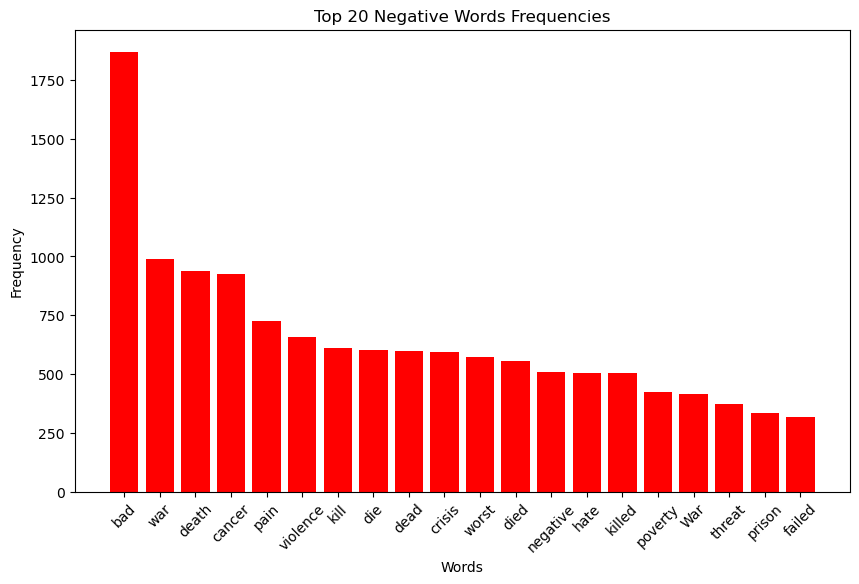 Top 20 Negative Words Frequencies
1750
1500
1250
1000
750
500
250
0
Frequency
bad
war
death
cancer
pain
violence
kill
die
dead
crisis
worst
died
negative
hate
killed
poverty
War
threat
prison
failed
Words